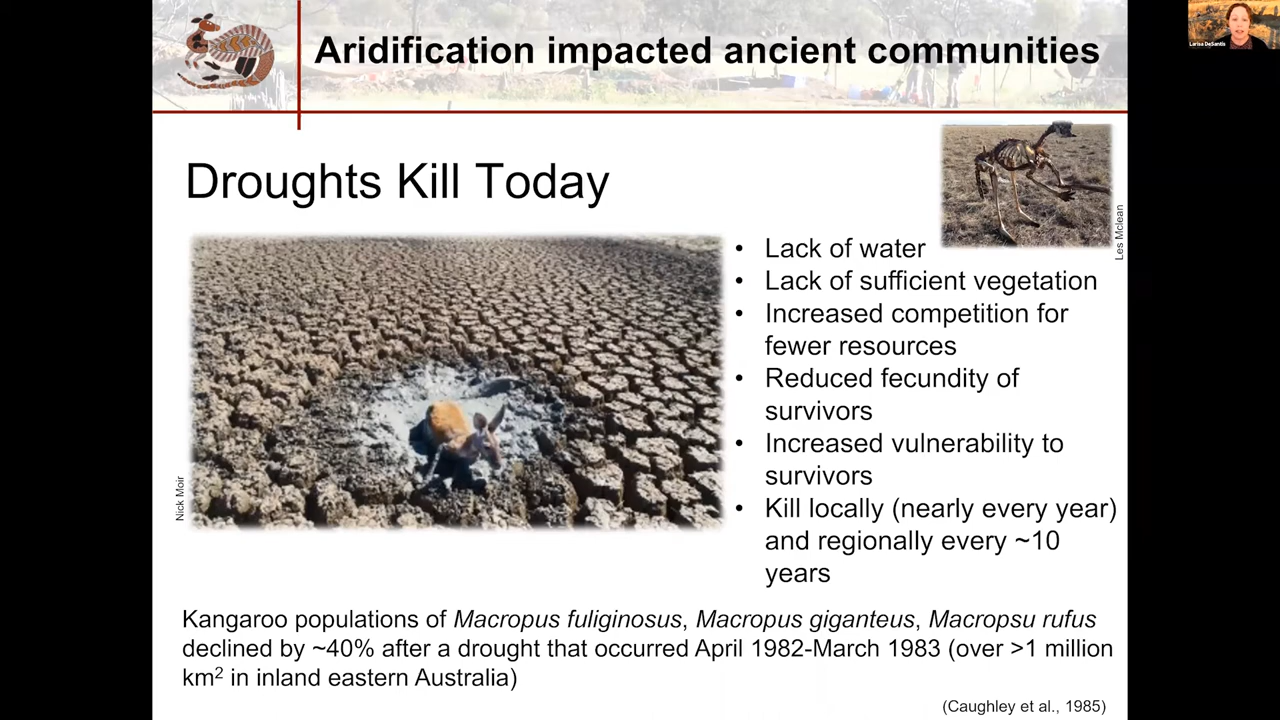 Aridification impacted ancient communities
Larisa DeSantis
Droughts Kill Today
Les Mclean
• Lack of water
• Lack of sufficient vegetation
• Increased competition for
fewer resources
• Reduced fecundity of
survivors
• Increased vulnerability to
survivors
• Kill locally (nearly every year)
and regionally every ~10
years
Nick Moir
Kangaroo populations of Macropus fuliginosus, Macropus giganteus, Macropsu rufus
declined by ~40% after a drought that occurred April 1982-March 1983 (over >1 million
km² in inland eastern Australia)
(Caughley et al., 1985)